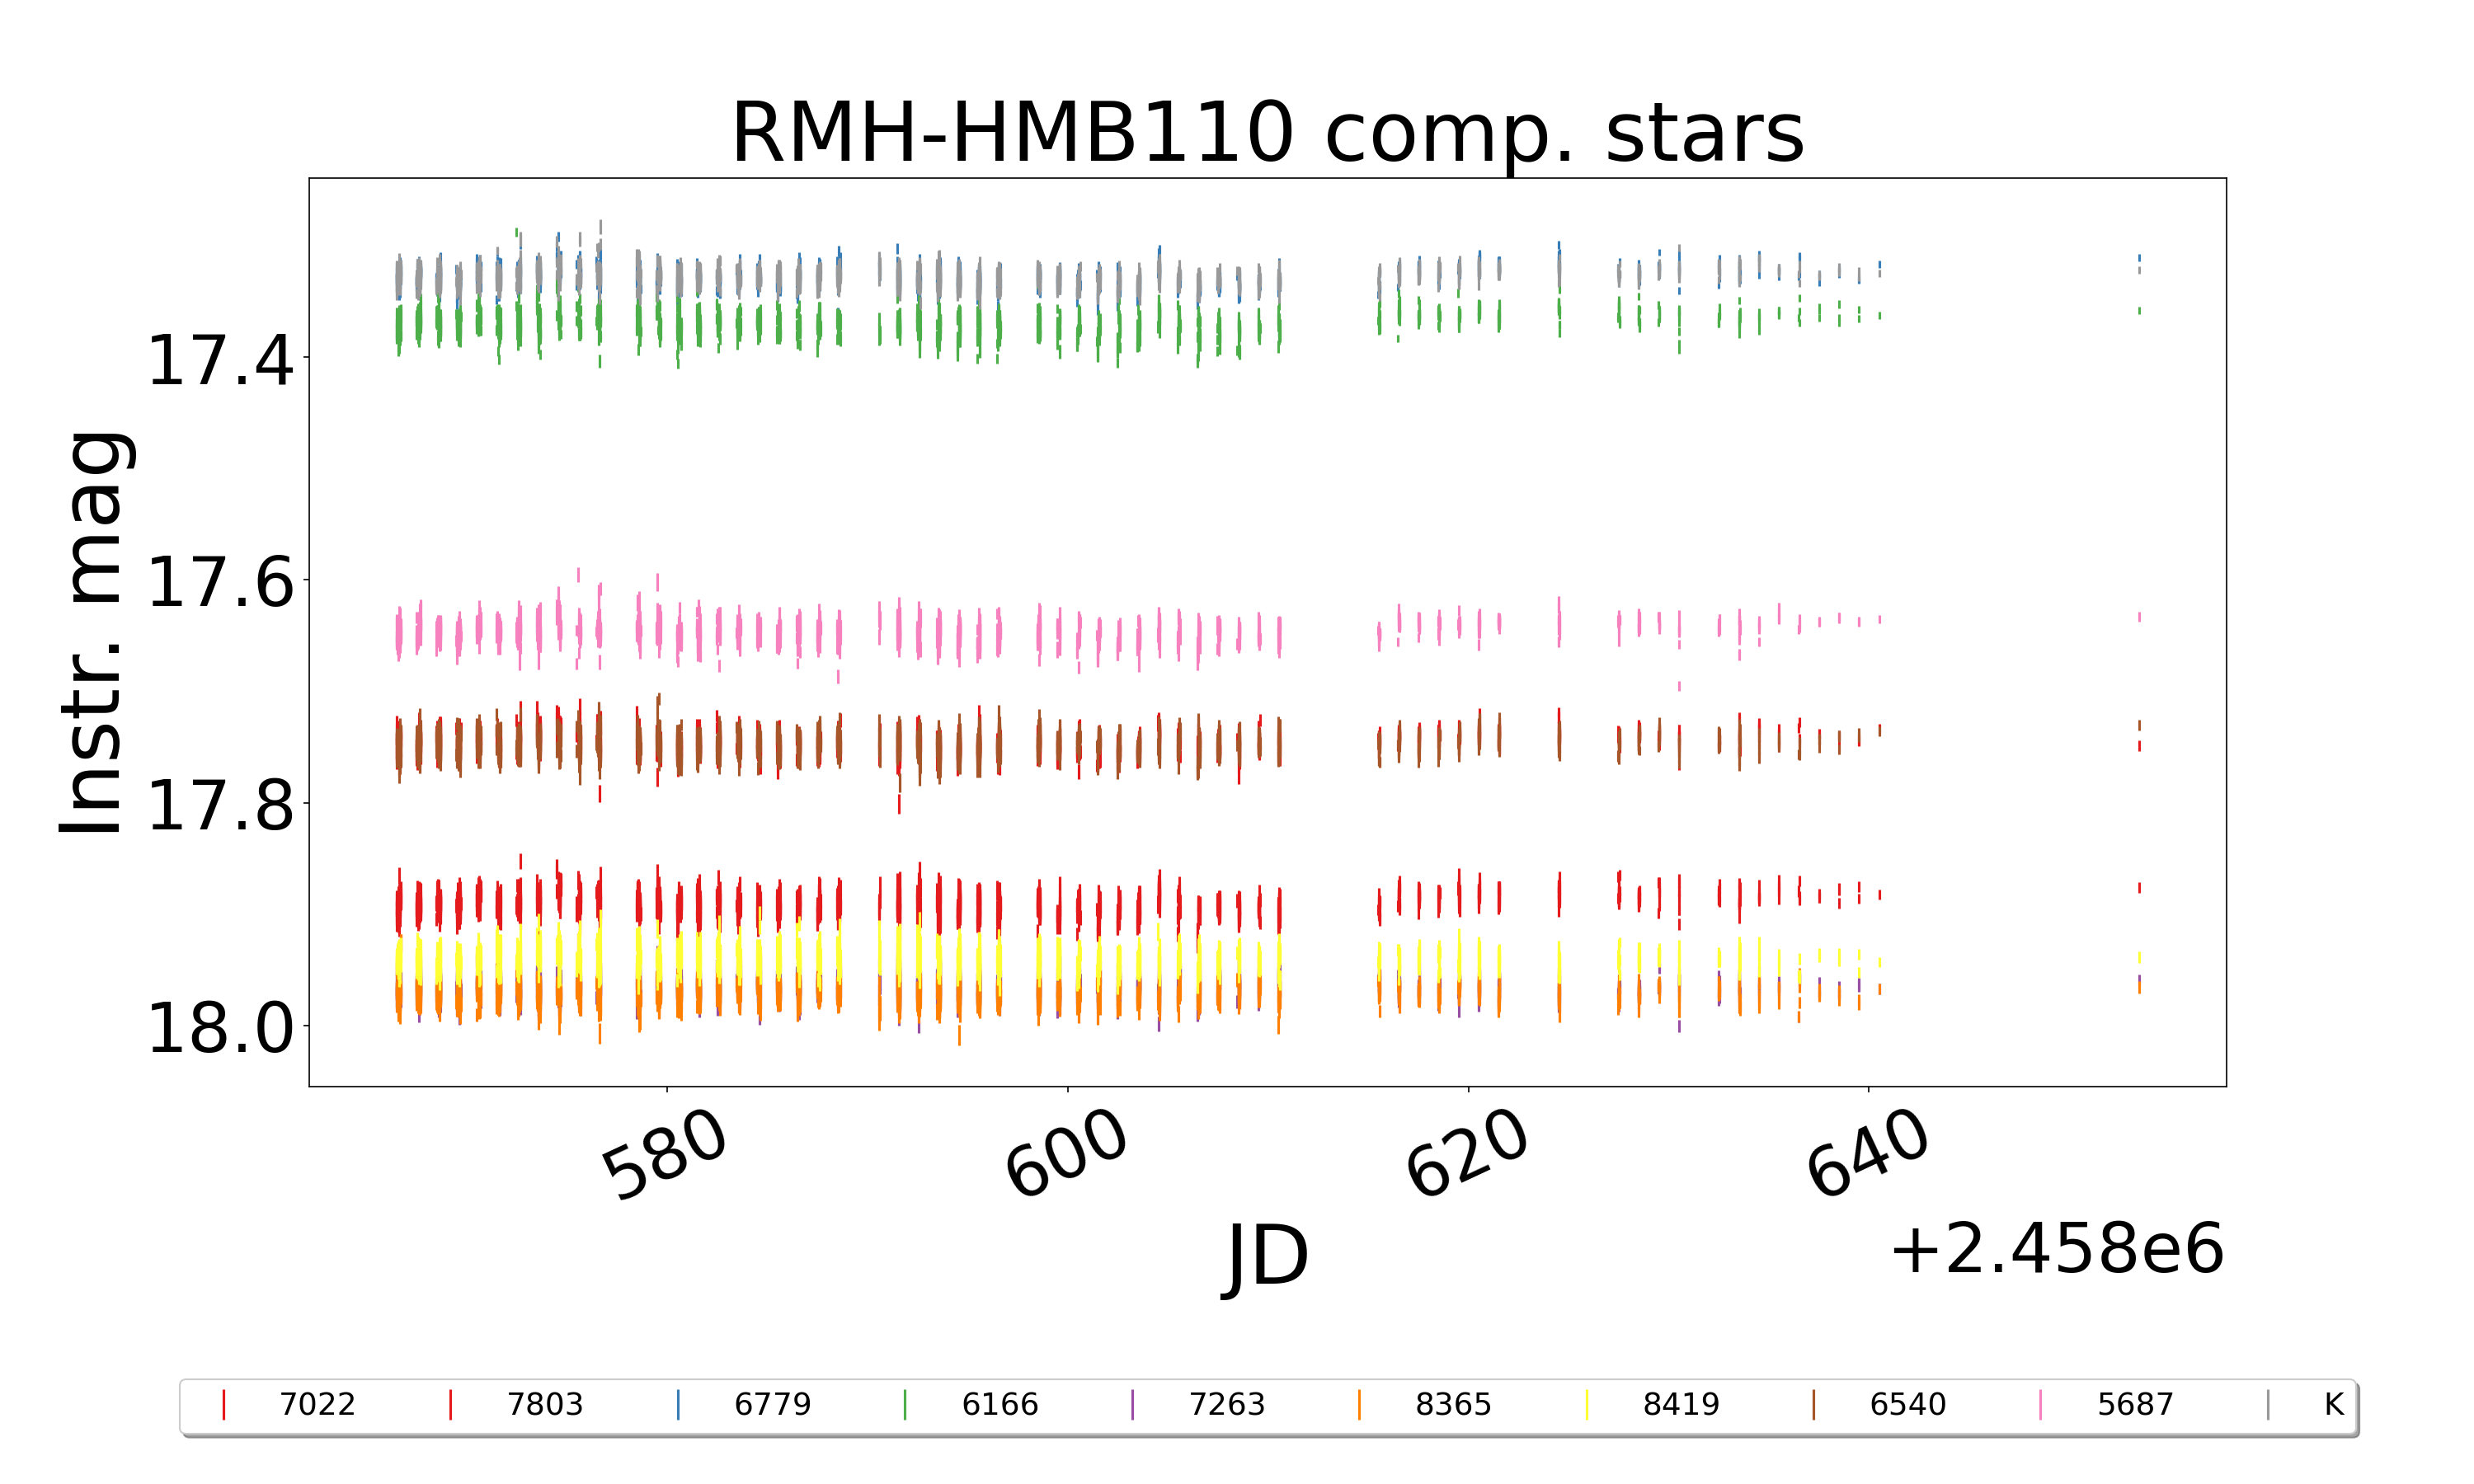 RMH-HMB110 comp. stars
Instr. mag
17.4
17.6
17.8
18.0
580 600 620 640
JD
+2.458e6
7022 7803 6779 6166 7263 8365 8419 6540 5687 K